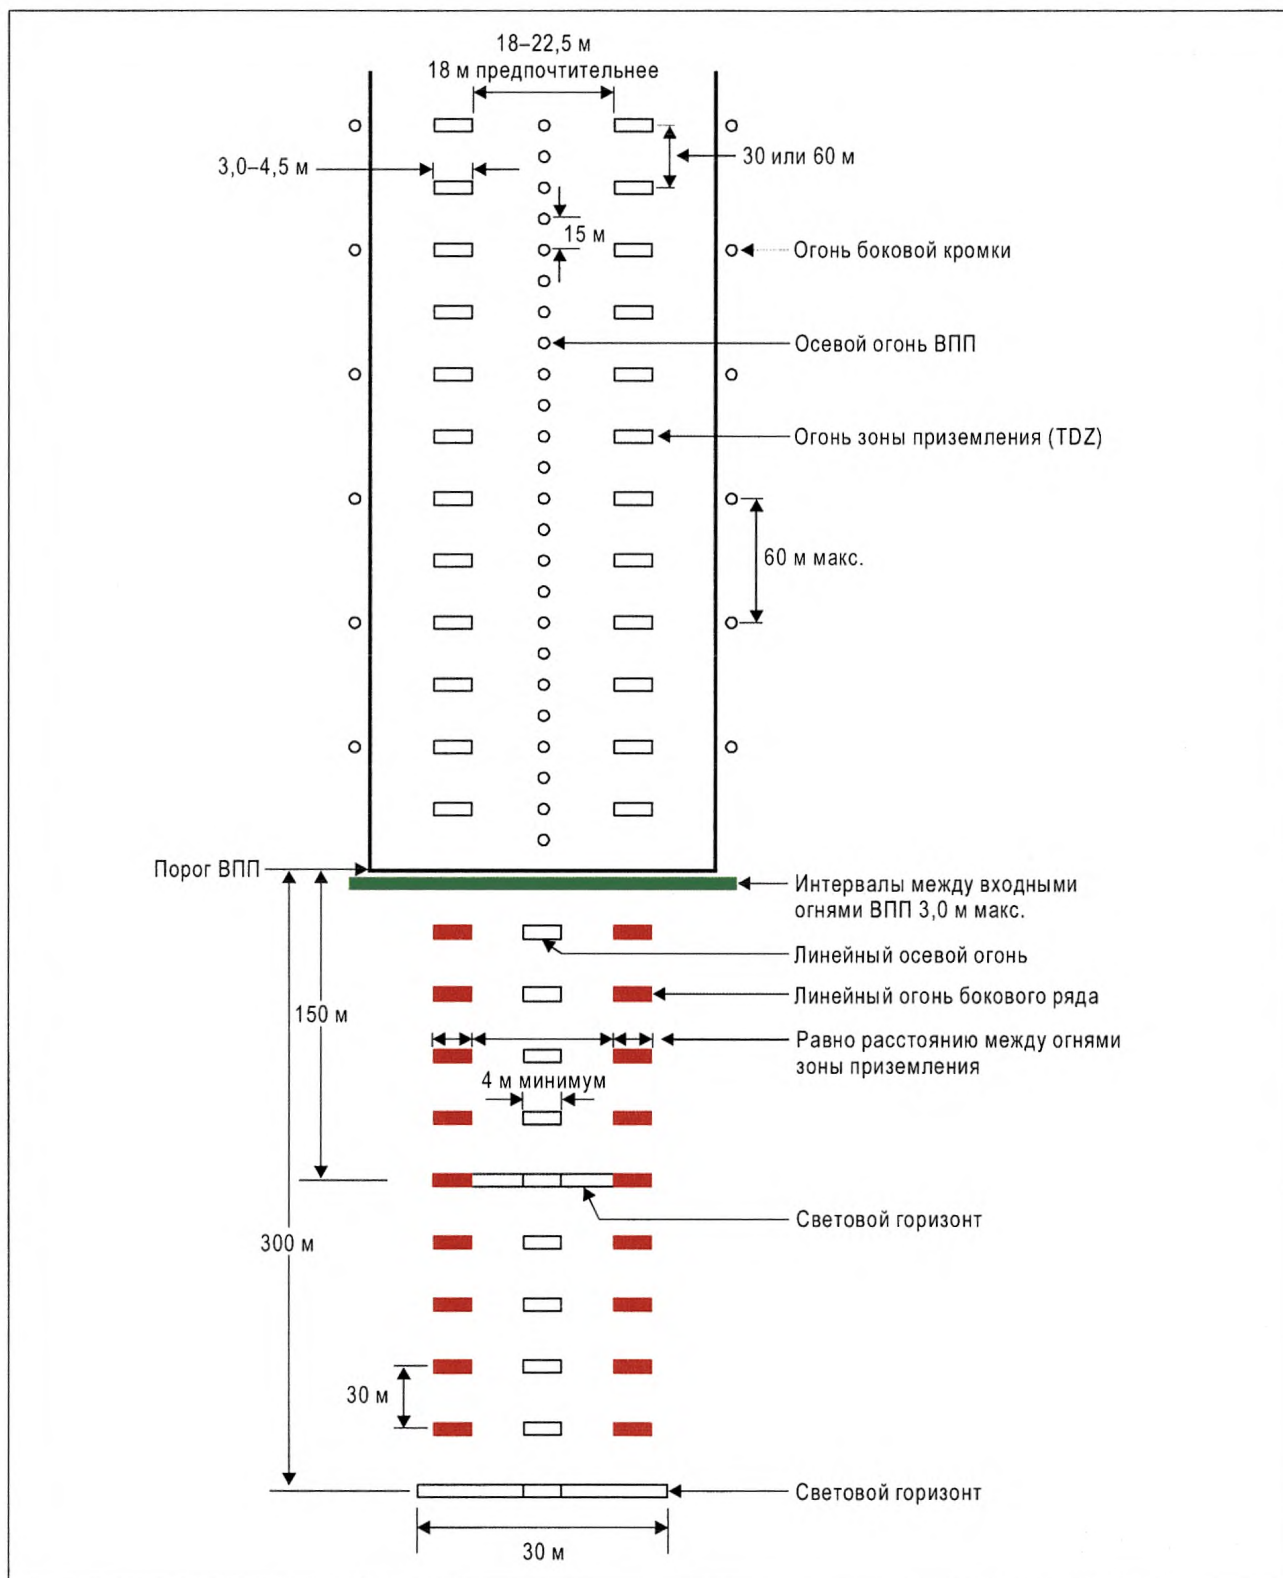 18–22,5 м
18 м предпочтительнее
3,0–4,5 м
30 или 60 м
15 м
Огонь боковой кромки
Осевой огонь ВПП
Огонь зоны приземления (TDZ)
60 м макс.
Порог ВПП
Интервалы между входными
огнями ВПП 3,0 м макс.
Линейный осевой огонь
Линейный огонь бокового ряда
150 м
Равно расстоянию между огнями
зоны приземления
4 м минимум
Световой горизонт
300 м
30 м
Световой горизонт
30 м